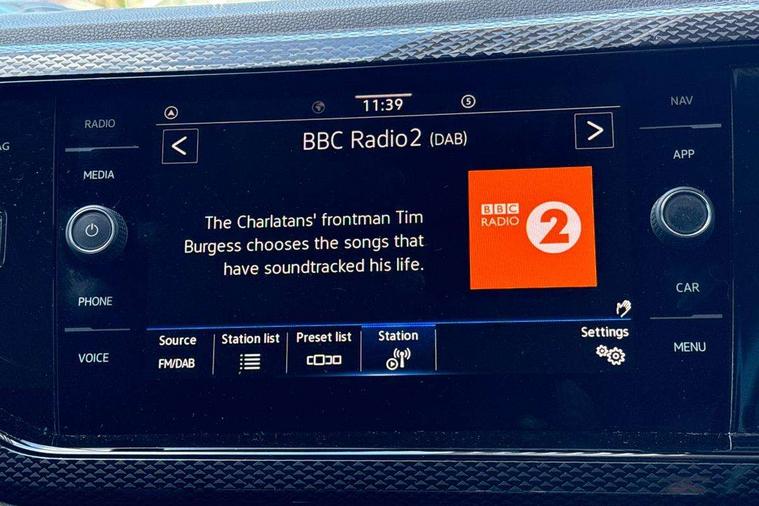 11:39
5
BBC Radio2 (DAB)
RADIO
MEDIA
PHONE
VOICE
NAV
APP
CAR
MENU
<
>
The Charlatans' frontman Tim
Burgess chooses the songs that
have soundtracked his life.
BBC
RADIO
2
Source
FM/DAB
Station list
Preset list
Station
Settings